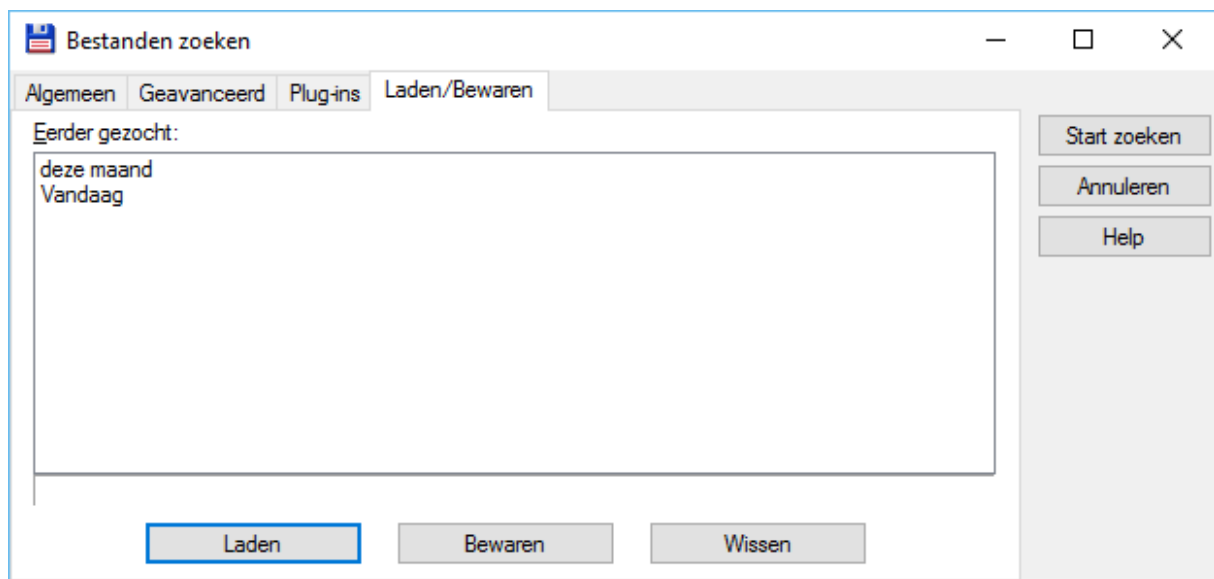 Bestanden zoeken
Algemeen Geavanceerd Plug-ins Laden/Bewaren
Eerder gezocht:
deze maand
Vandaag
Start zoeken
Annuleren
Help
Laden Bewaren Wissen